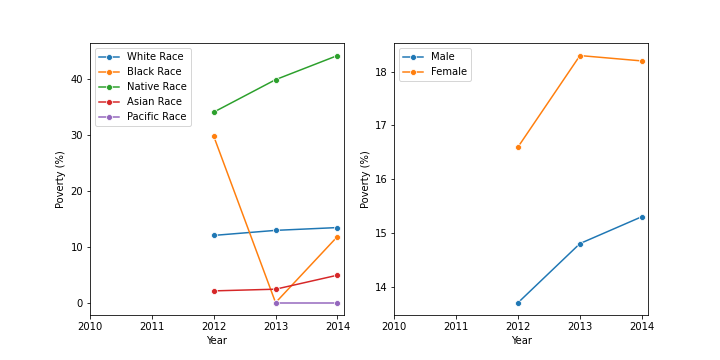 White Race
Black Race
Native Race
Asian Race
Pacific Race
Poverty (%)
40
30
20
10
0
2010 2011 2012 2013 2014
Year
Male
Female
Poverty (%)
18
17
16
15
14
2010 2011 2012 2013 2014
Year